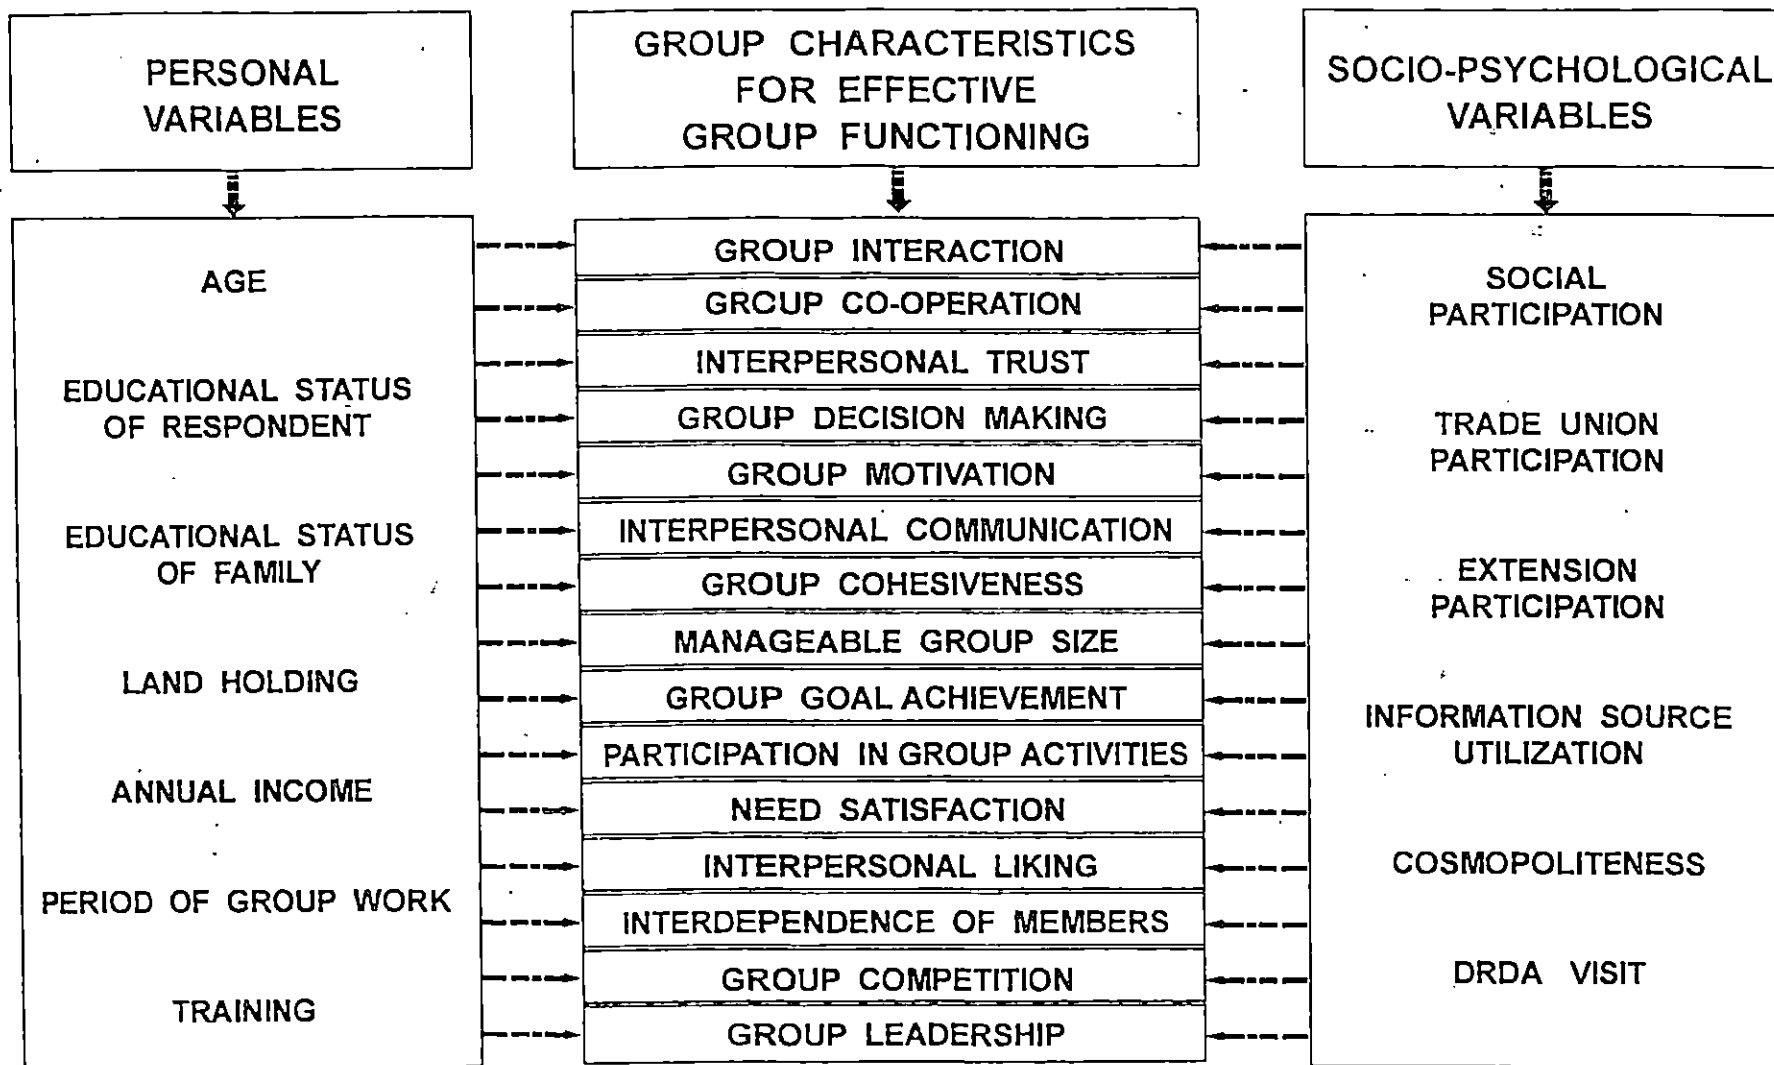 PERSONAL
VARIABLES
GROUP CHARACTERISTICS
FOR EFFECTIVE
GROUP FUNCTIONING
SOCIO-PSYCHOLOGICAL
VARIABLES
AGE
EDUCATIONAL STATUS
OF RESPONDENT
EDUCATIONAL STATUS
OF FAMILY
LAND HOLDING
ANNUAL INCOME
PERIOD OF GROUP WORK
TRAINING
GROUP INTERACTION
GROUP CO-OPERATION
INTERPERSONAL TRUST
GROUP DECISION MAKING
GROUP MOTIVATION
INTERPERSONAL COMMUNICATION
GROUP COHESIVENESS
MANAGEABLE GROUP SIZE
GROUP GOAL ACHIEVEMENT
PARTICIPATION IN GROUP ACTIVITIES
NEED SATISFACTION
INTERPERSONAL LIKING
INTERDEPENDENCE OF MEMBERS
GROUP COMPETITION
GROUP LEADERSHIP
SOCIAL
PARTICIPATION
TRADE UNION
PARTICIPATION
EXTENSION
PARTICIPATION
INFORMATION SOURCE
UTILIZATION
COSMOPOLITENESS
DRDA VISIT